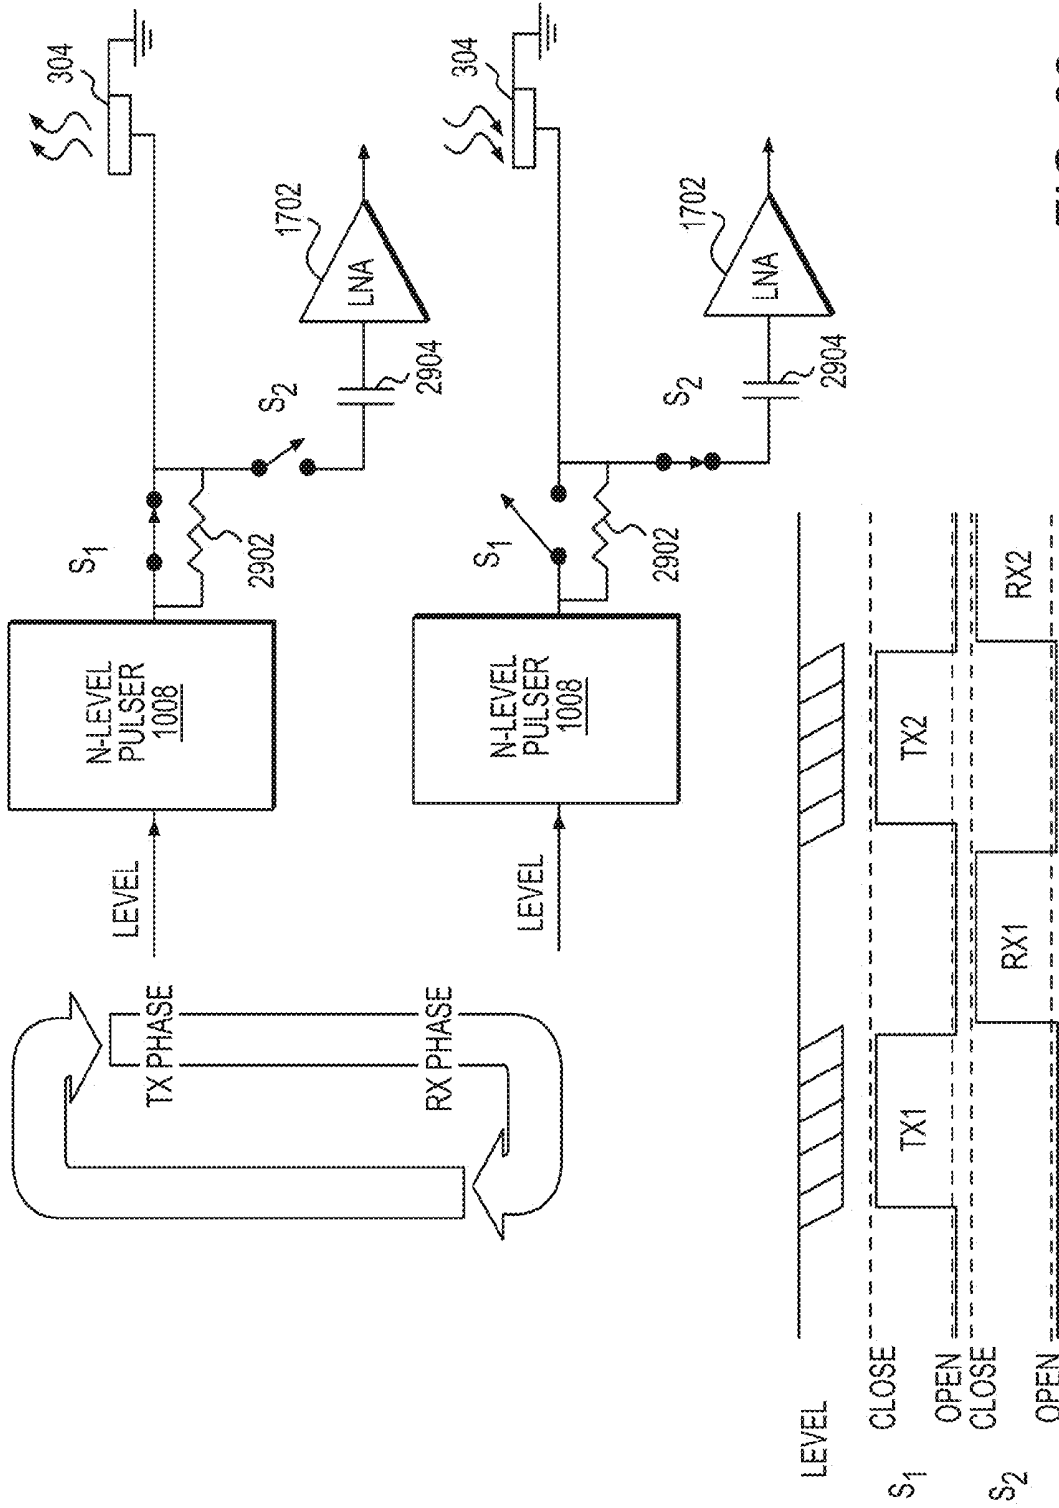 TX PHASE
LEVEL
N-LEVEL
PULSER
1008
S1
2902
S2
2904
1702
LNA
304
RX PHASE
LEVEL
N-LEVEL
PULSER
1008
S1
2902
S2
2904
1702
LNA
304
LEVEL
S1
CLOSE
OPEN
TX1
TX2
S2
CLOSE
OPEN
RX1
RX2